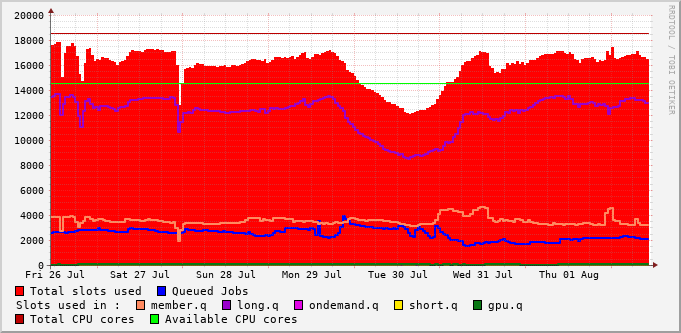 20000
18000
16000
14000
12000
10000
8000
6000
4000
2000
0
Fri 26 Jul Sat 27 Jul Sun 28 Jul Mon 29 Jul Tue 30 Jul Wed 31 Jul Thu 01 Aug
Total slots used Queued Jobs
Slots used in : member.q long.q ondemand.q short.q gpu.q
Total CPU cores Available CPU cores
RRDTOOL / TOBI OETIKER